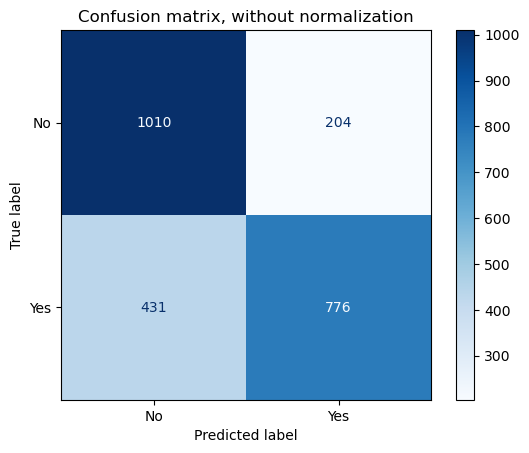 Confusion matrix, without normalization
No
1010
204
Yes
431
776
No
Yes
Predicted label
True label
1000
900
800
700
600
500
400
300